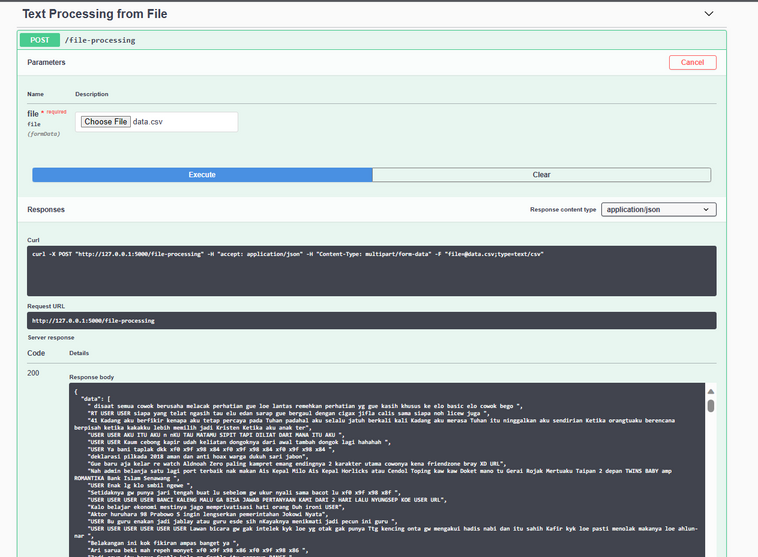 Text Processing from File
POST /file-processing
Parameters
Cancel
Name Description
file * required
file
(formData)
Choose File data.csv
Execute
Clear
Responses
Response content type application/json
Curl
curl -X POST "http://127.0.0.1:5000/file-processing" -H "accept: application/json" -H "Content-Type: multipart/form-data" -F "file=@data.csv;type=text/csv"
Request URL
http://127.0.0.1:5000/file-processing
Server response
Code Details
200
Response body
{
"data": [
" disaat semua cowok berusaha melacak perhatian gue loe lantas remehkan perhatian yg gue kasih khusus ke elo basic elo cowok bego ",
"RT USER USER siapa yang telat ngasih tau elu edan sarap gue bergaul dengan cigax jifla calis sama siapa noh licew juga ",
"41 Kadang aku berfikir kenapa aku tetap percaya pada Tuhan padahal aku selalu jatuh berkali kali Kadang aku merasa Tuhan itu ninggalkan aku sendirian Ketika orangtuaku berencana
berpisah ketika kakakku lebih memilih jadi Kristen Ketika aku anak ter",
"USER USER AKU ITU AKU n nKU TAU MATAMU SIPIT TAPI DILIAT DARI MANA ITU AKU ",
"USER USER Kaum cebong kapir udah keliatan dongoknya dari awal tambah dongok lagi hahahah ",
"USER Ya bani taplak dkk xf0 x9f x98 x84 xf0 x9f x98 x84 xf0 x9f x98 x84 ",
"deklarasi pilkada 2018 aman dan anti hoax warga dukuh sari jabon",
"Gue baru aja kelar re watch Aldnoah Zero paling kampret emang endingnya 2 karakter utama cowonya kena friendzone bray XD URL",
"Nah admin belanja satu lagi port terbaik nak makan Ais Kepal Milo Ais Kepal Horlicks atau Cendol Toping kaw kaw Doket mano tu Gerai Rojak Mertuaku Taipan 2 depan TWINS BABY amp
ROMANTIKA Bank Islam Senawang ",
"USER Enak lg klo smbil ngewe ",
"Setidaknya gw punya jari tengah buat lu sebelom gw ukur nyali sama bacot lu xf0 x9f x98 x8f ",
"USER USER USER USER BANCI KALENG MALU GA BISA JAWAB PERTANYAAN KAMI DARI 2 HARI LALU NYUNGSEP KOE USER URL",
"Kalo belajar ekonomi mestinya jago memprivatisasi hati orang Duh ironi USER",
"Aktor huruhara 98 Prabowo S ingin lengserkan pemerintahan Jokowi Nyata",
"USER Bu guru enakan jadi jablay atau guru esde sih nKayaknya menikmati jadi pecun ini guru ",
"USER USER USER USER USER USER Lawan bicara gw gak intelek kyk loe yg otak gak punya Ttg kencing onta gw mengakui hadis nabi dan itu sahih Kafir kyk loe pasti menolak makanya loe ahlun-
nar ",
"Belakangan ini kok fikiran ampas banget ya ",
"Ari sarua beki mah repeh monyet xf0 x9f x98 x86 xf0 x9f x98 x86 ",